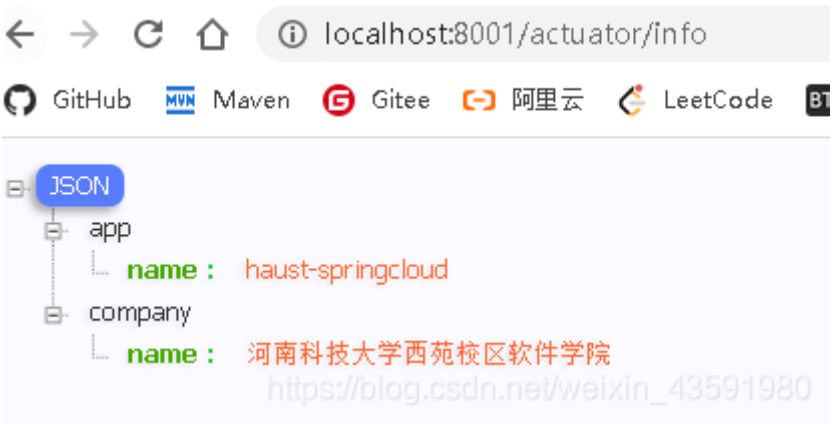 localhost:8001/actuator/info
GitHub MVN Maven G Gitee 阿里云 LeetCode BT
JSON
app
name : haust-springcloud
company
name : 河南科技大学西苑校区软件学院
https://blog.csdn.net/weixin_43591980